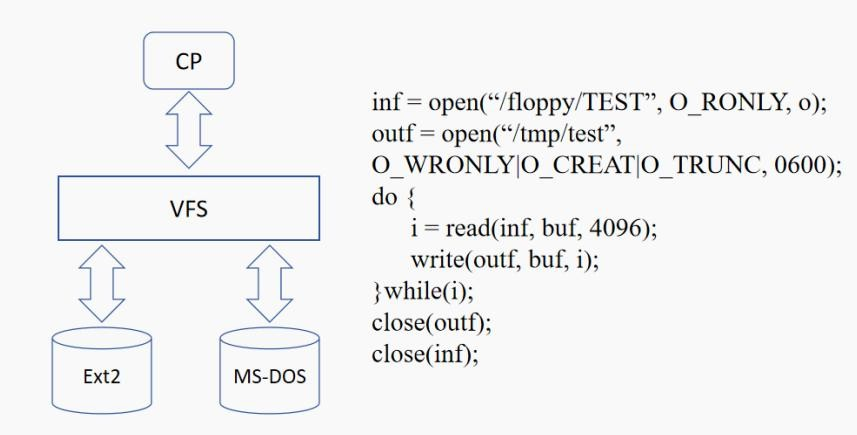 CP
VFS
Ext2
MS-DOS
inf = open(“/floppy/TEST”, O_RONLY, o);
outf = open(“/tmp/test”,
O_WRONLY|O_CREAT|O_TRUNC, 0600);
do {
i = read(inf, buf, 4096);
write(outf, buf, i);
}while(i);
close(outf);
close(inf);